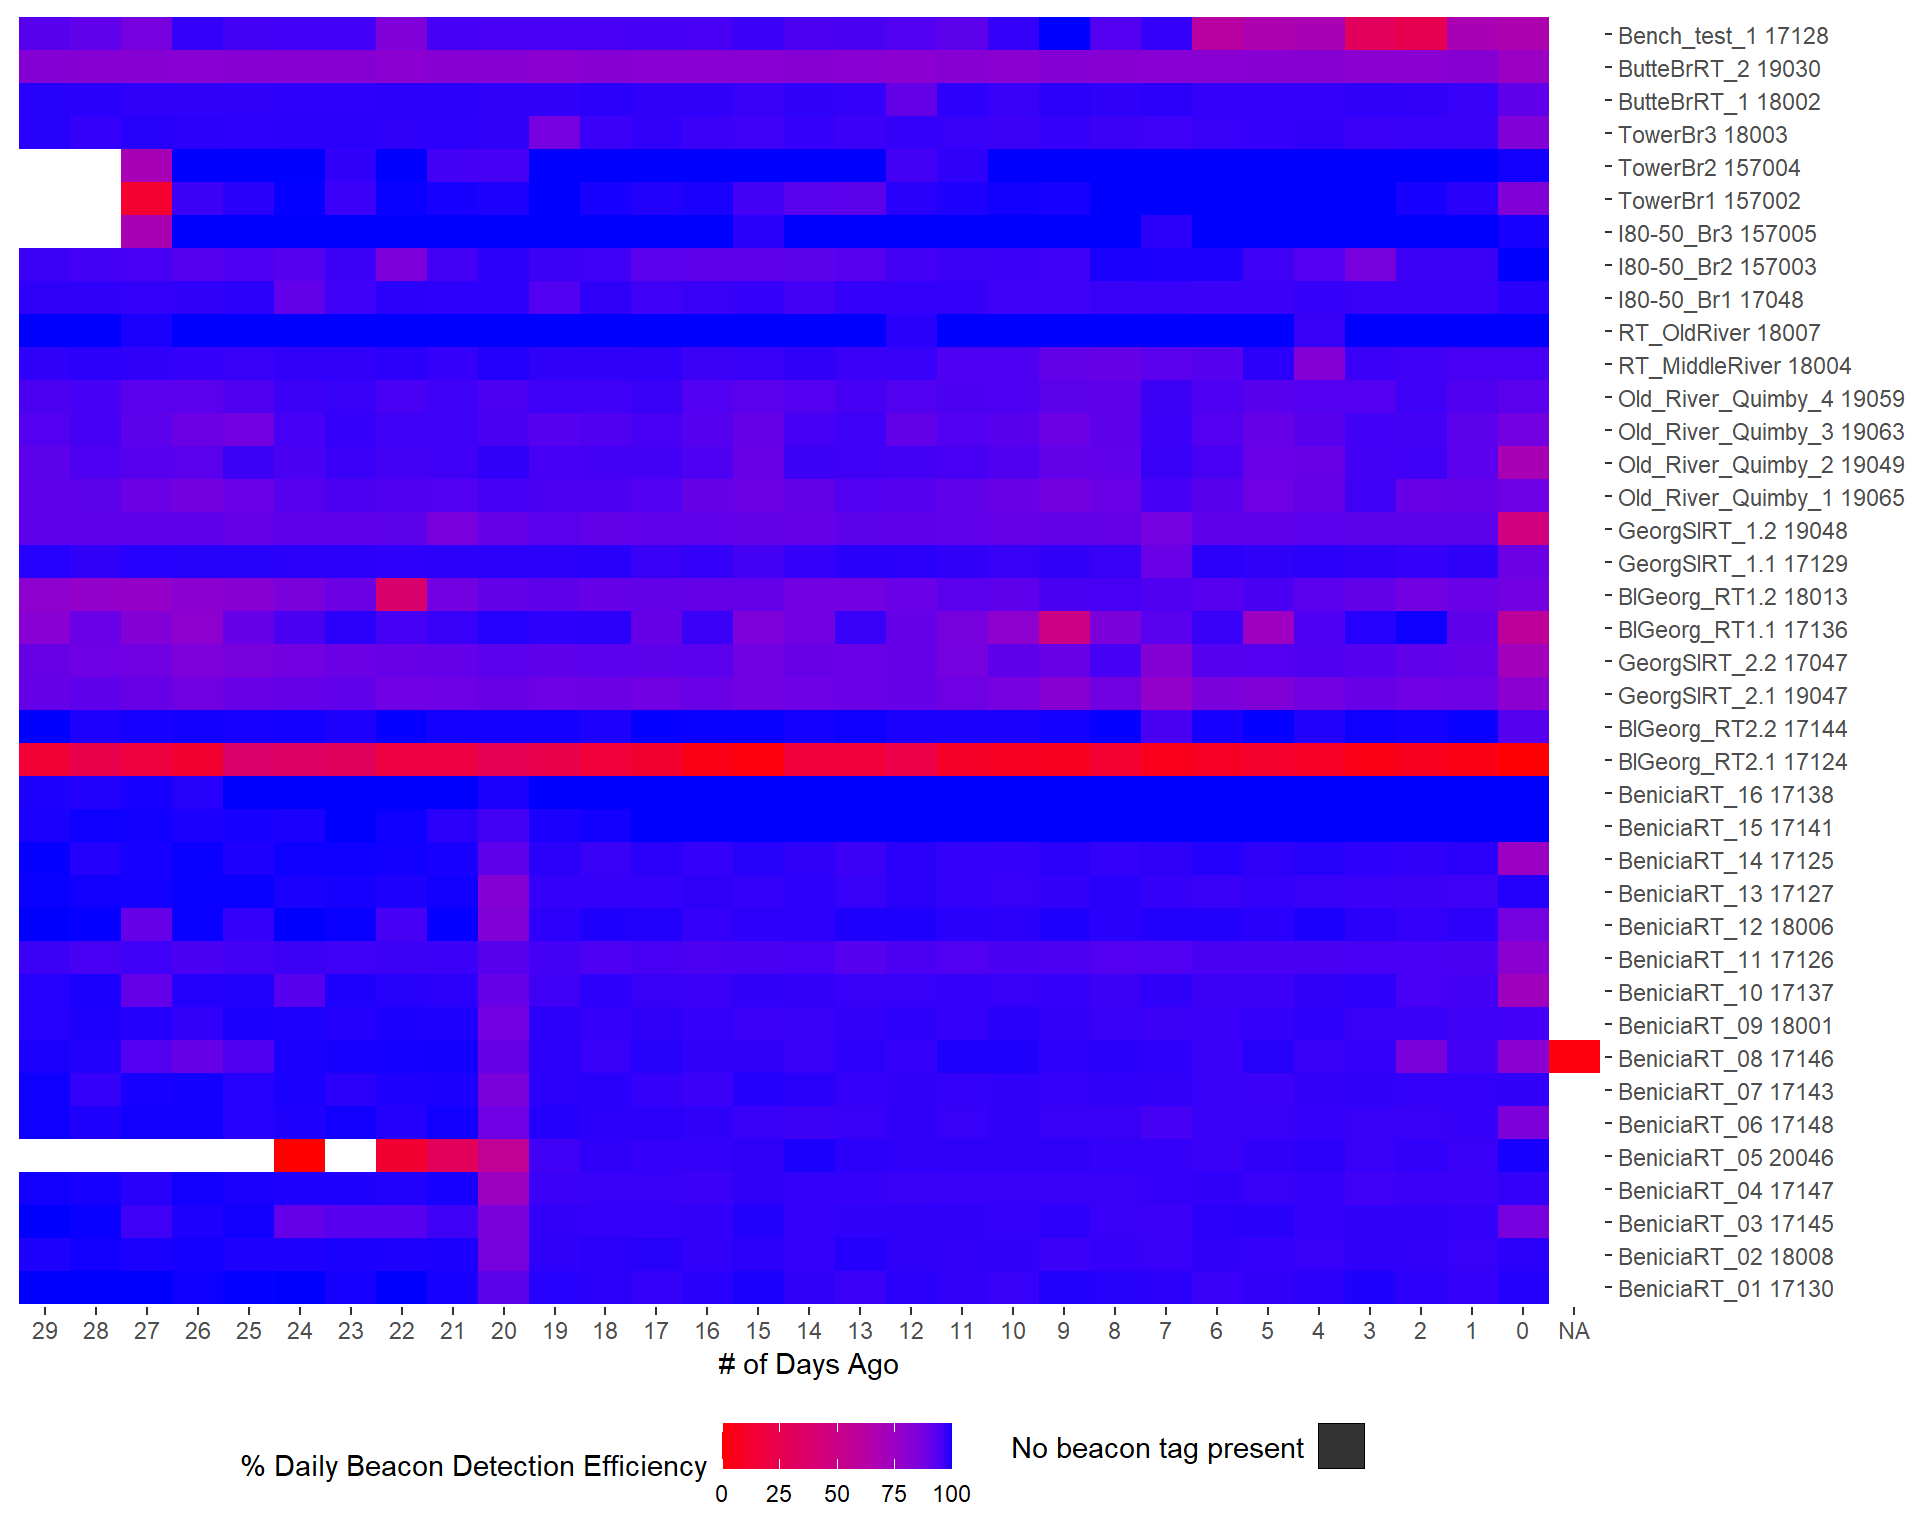 Bench_test_1 17128
ButteBrRT_2 19030
ButteBrRT_1 18002
TowerBr3 18003
TowerBr2 157004
TowerBr1 157002
I80-50_Br3 157005
I80-50_Br2 157003
I80-50_Br1 17048
RT_OldRiver 18007
RT_MiddleRiver 18004
Old_River_Quimby_4 19059
Old_River_Quimby_3 19063
Old_River_Quimby_2 19049
Old_River_Quimby_1 19065
GeorgSlRT_1.2 19048
GeorgSlRT_1.1 17129
BlGeorg_RT1.2 18013
BlGeorg_RT1.1 17136
GeorgSlRT_2.2 17047
GeorgSlRT_2.1 19047
BlGeorg_RT2.2 17144
BlGeorg_RT2.1 17124
BeniciaRT_16 17138
BeniciaRT_15 17141
BeniciaRT_14 17125
BeniciaRT_13 17127
BeniciaRT_12 18006
BeniciaRT_11 17126
BeniciaRT_10 17137
BeniciaRT_09 18001
BeniciaRT_08 17146
BeniciaRT_07 17143
BeniciaRT_06 17148
BeniciaRT_05 20046
BeniciaRT_04 17147
BeniciaRT_03 17145
BeniciaRT_02 18008
BeniciaRT_01 17130
29 28 27 26 25 24 23 22 21 20 19 18 17 16 15 14 13 12 11 10 9 8 7 6 5 4 3 2 1 0 NA
# of Days Ago
% Daily Beacon Detection Efficiency
0 25 50 75 100
No beacon tag present